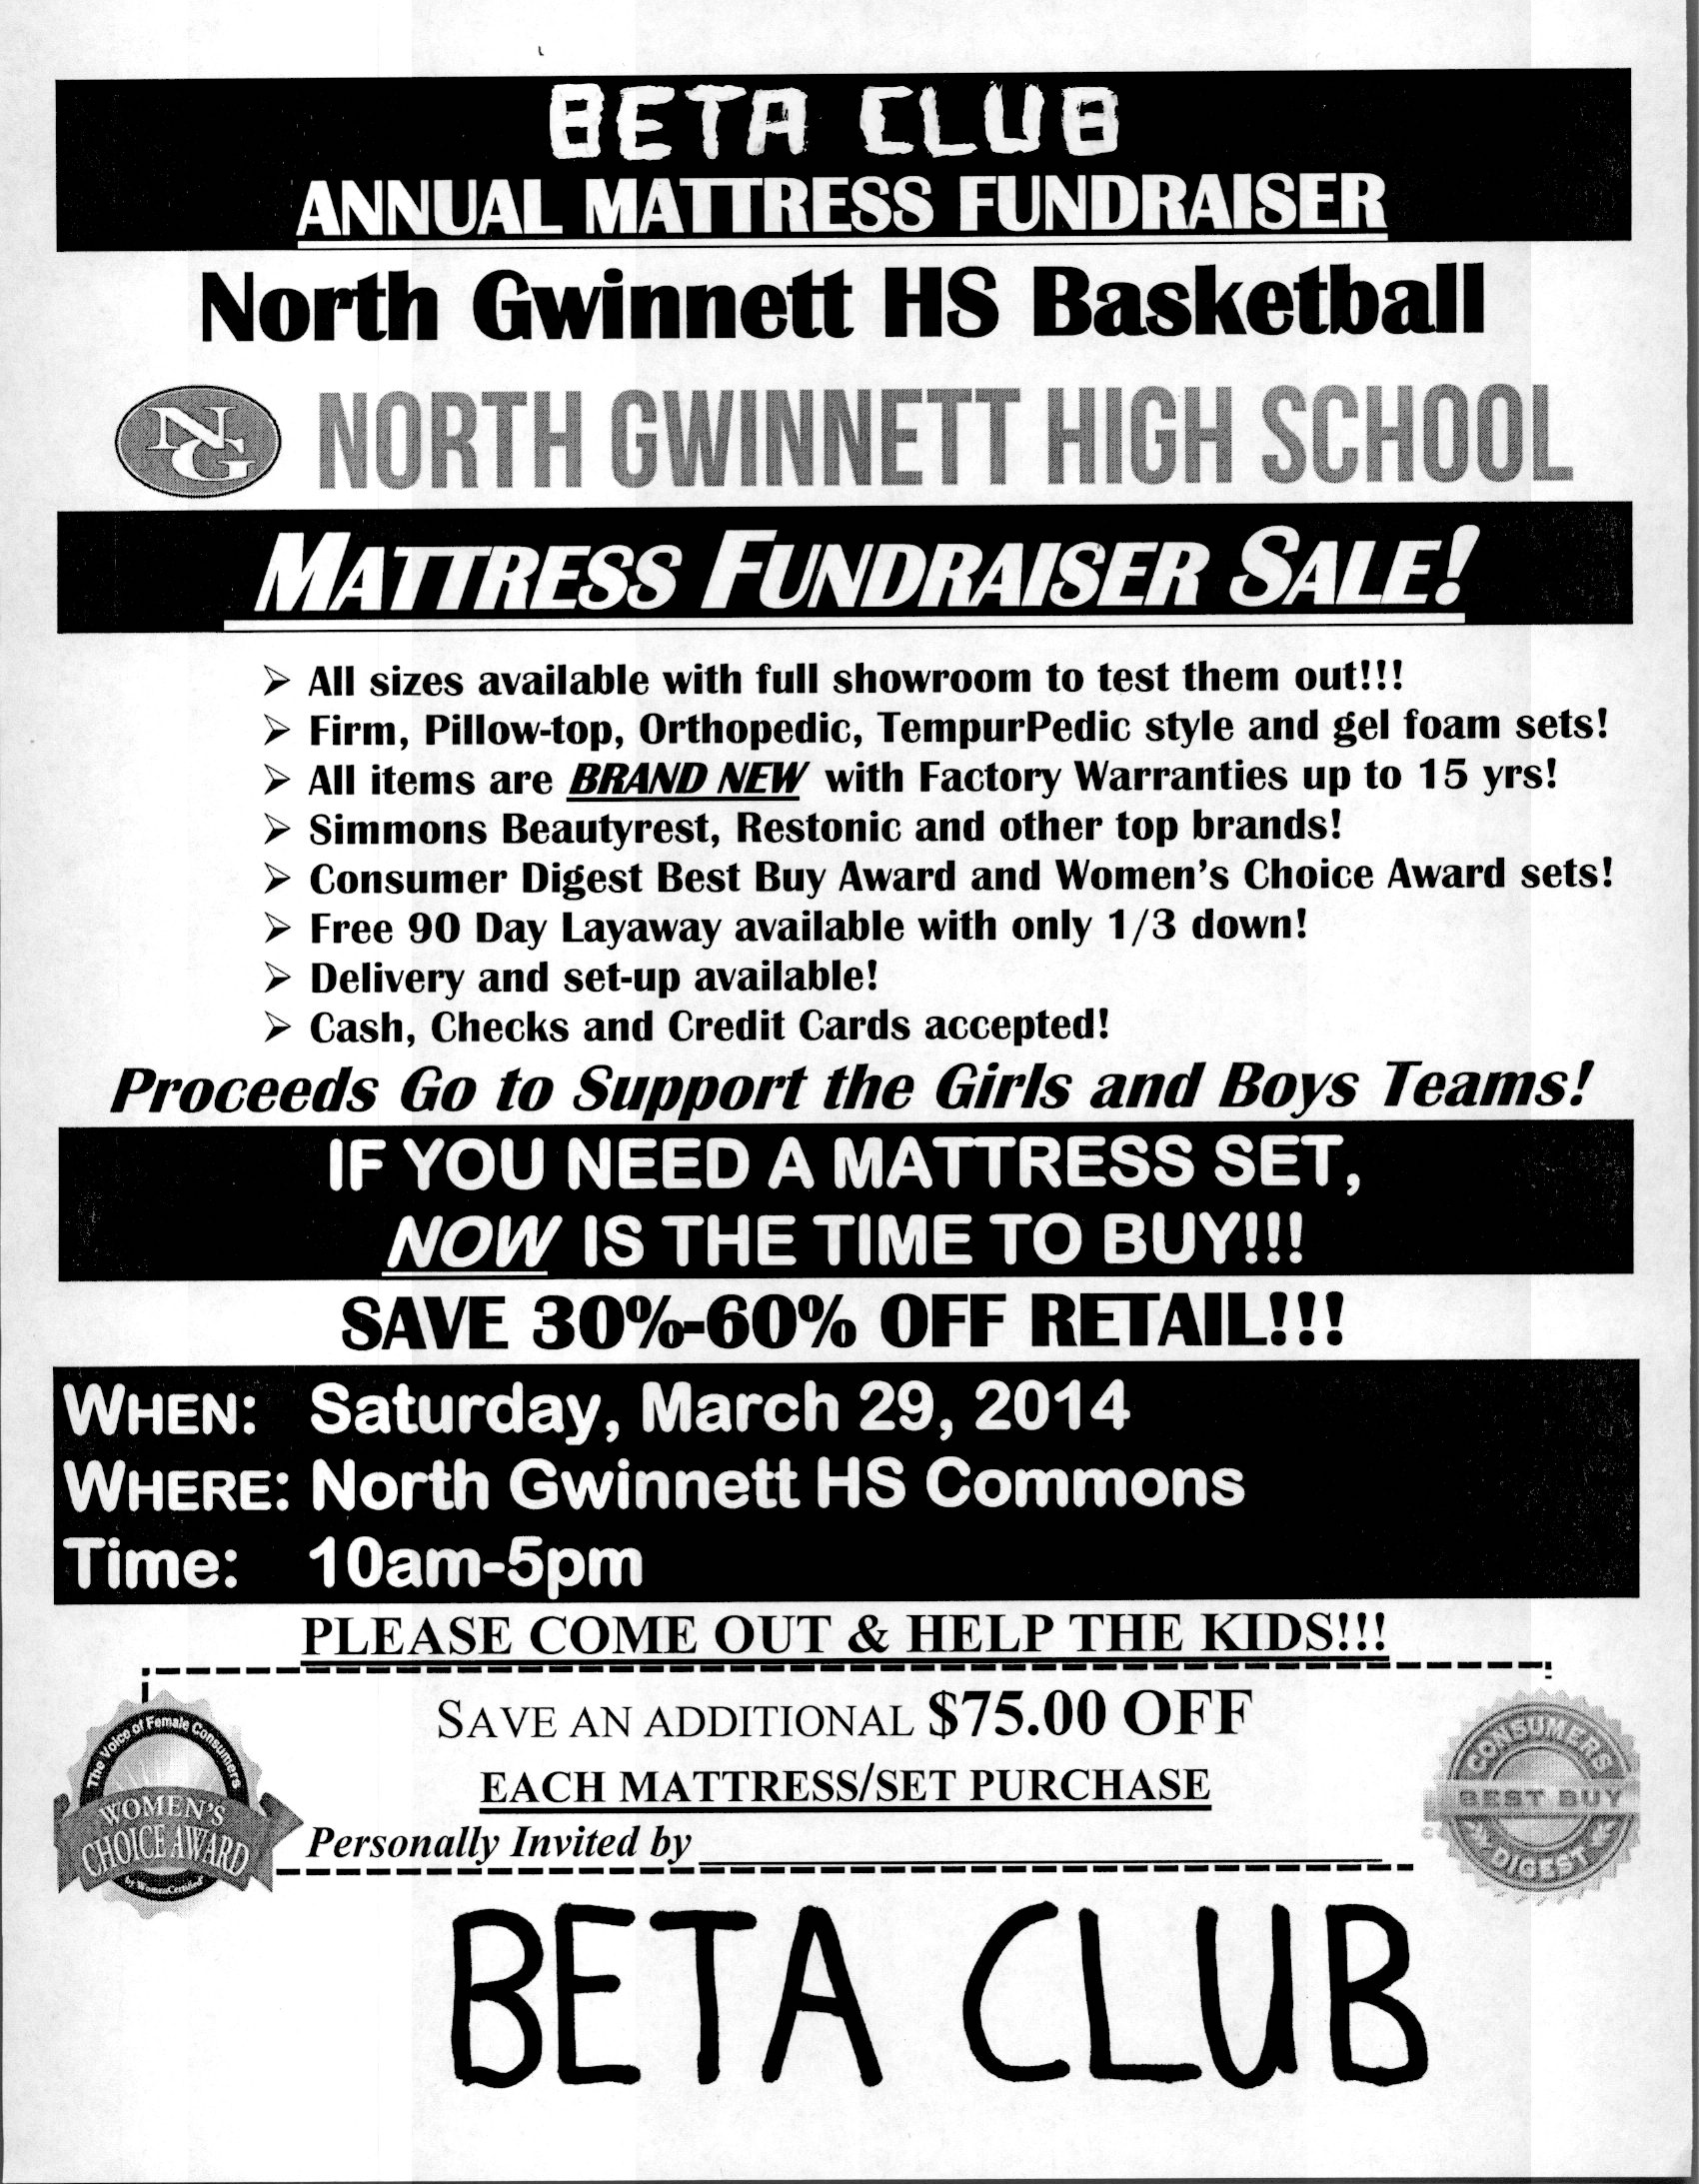 BETA CLUB
ANNUAL MATTRESS FUNDRAISER
North Gwinnett HS Basketball
NG
NORTH GWINNETT HIGH SCHOOL
MATTRESS FUNDRAISER SALE!
➢ All sizes available with full showroom to test them out!!!
➢ Firm, Pillow-top, Orthopedic, TempurPedic style and gel foam sets!
➢ All items are BRAND NEW with Factory Warranties up to 15 yrs!
➢ Simmons Beautyrest, Restonic and other top brands!
➢ Consumer Digest Best Buy Award and Women's Choice Award sets!
➢ Free 90 Day Layaway available with only 1/3 down!
➢ Delivery and set-up available!
➢ Cash, Checks and Credit Cards accepted!
Proceeds Go to Support the Girls and Boys Teams!
IF YOU NEED A MATTRESS SET,
NOW IS THE TIME TO BUY!!!
SAVE 30%-60% OFF RETAIL!!!
WHEN: Saturday, March 29, 2014
WHERE: North Gwinnett HS Commons
Time: 10am-5pm
PLEASE COME OUT & HELP THE KIDS!!!
SAVE AN ADDITIONAL $75.00 OFF
EACH MATTRESS/SET PURCHASE
Personally Invited by
The Voice of Female Consumers
WOMEN'S
CHOICE AWARD
by WomenCertified
CONSUMERS
BEST BUY
DIGEST
BETA CLUB